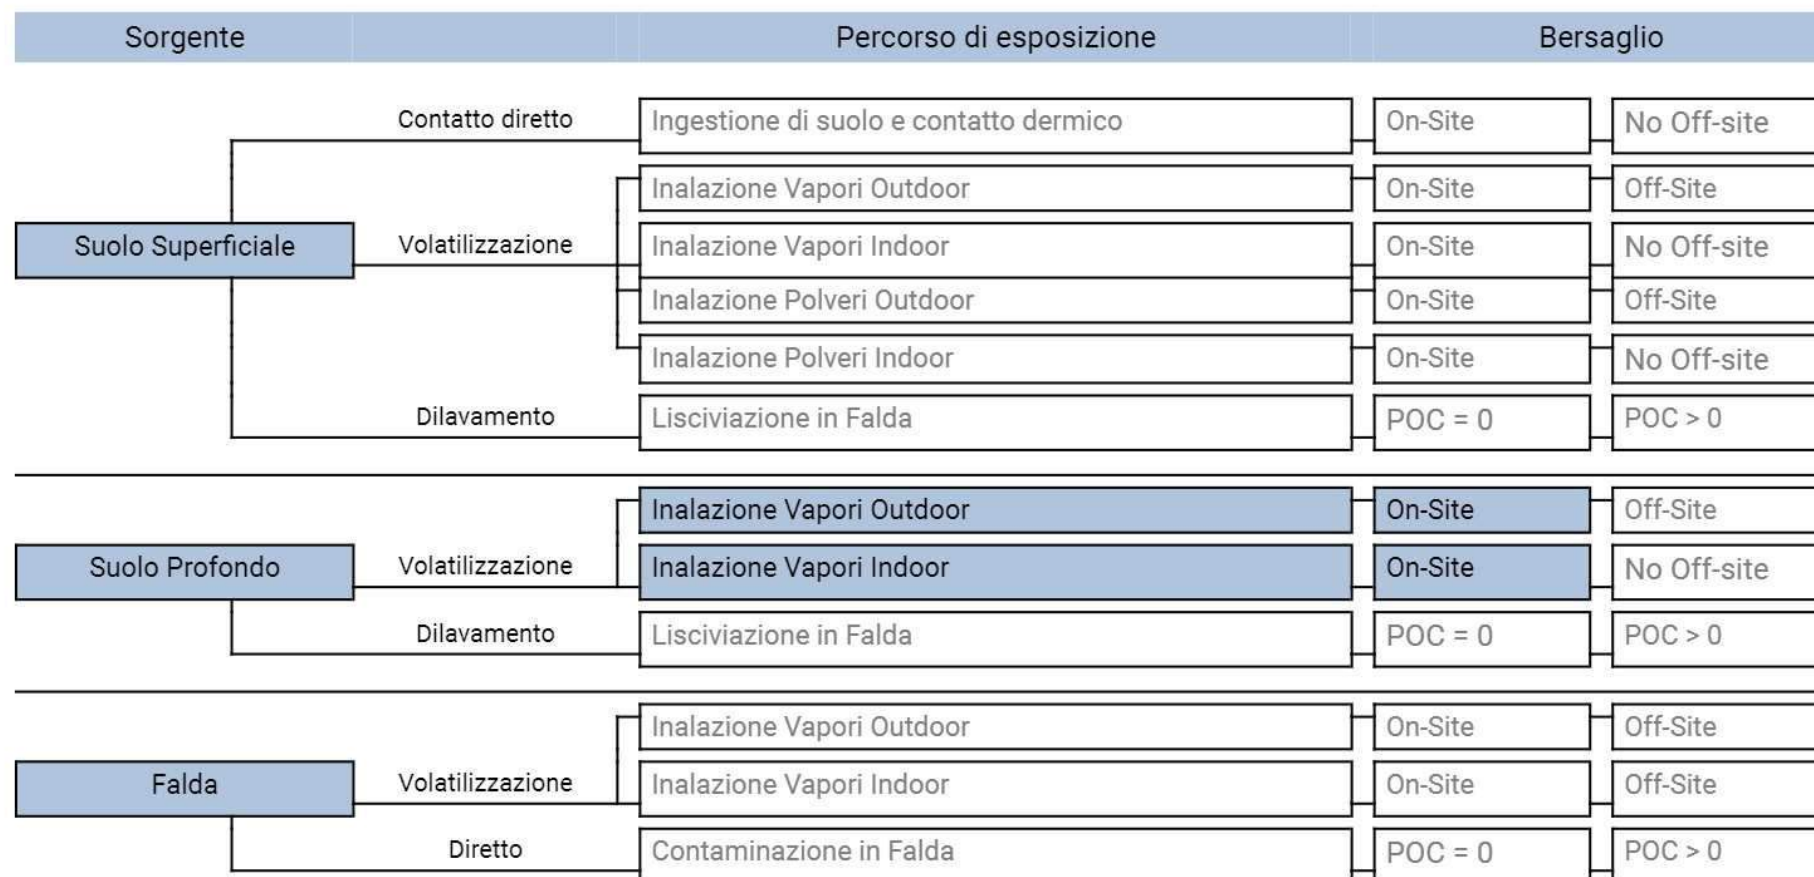 Sorgente Percorso di esposizione Bersaglio
Contatto diretto Ingestione di suolo e contatto dermico On-Site No Off-site
Inalazione Vapori Outdoor On-Site Off-Site
Suolo Superficiale Volatilizzazione Inalazione Vapori Indoor On-Site No Off-site
Inalazione Polveri Outdoor On-Site Off-Site
Inalazione Polveri Indoor On-Site No Off-site
Dilavamento Lisciviazione in Falda POC = 0 POC > 0
Inalazione Vapori Outdoor On-Site Off-Site
Suolo Profondo Volatilizzazione Inalazione Vapori Indoor On-Site No Off-site
Dilavamento Lisciviazione in Falda POC = 0 POC > 0
Inalazione Vapori Outdoor On-Site Off-Site
Falda Volatilizzazione Inalazione Vapori Indoor On-Site Off-Site
Diretto Contaminazione in Falda POC = 0 POC > 0